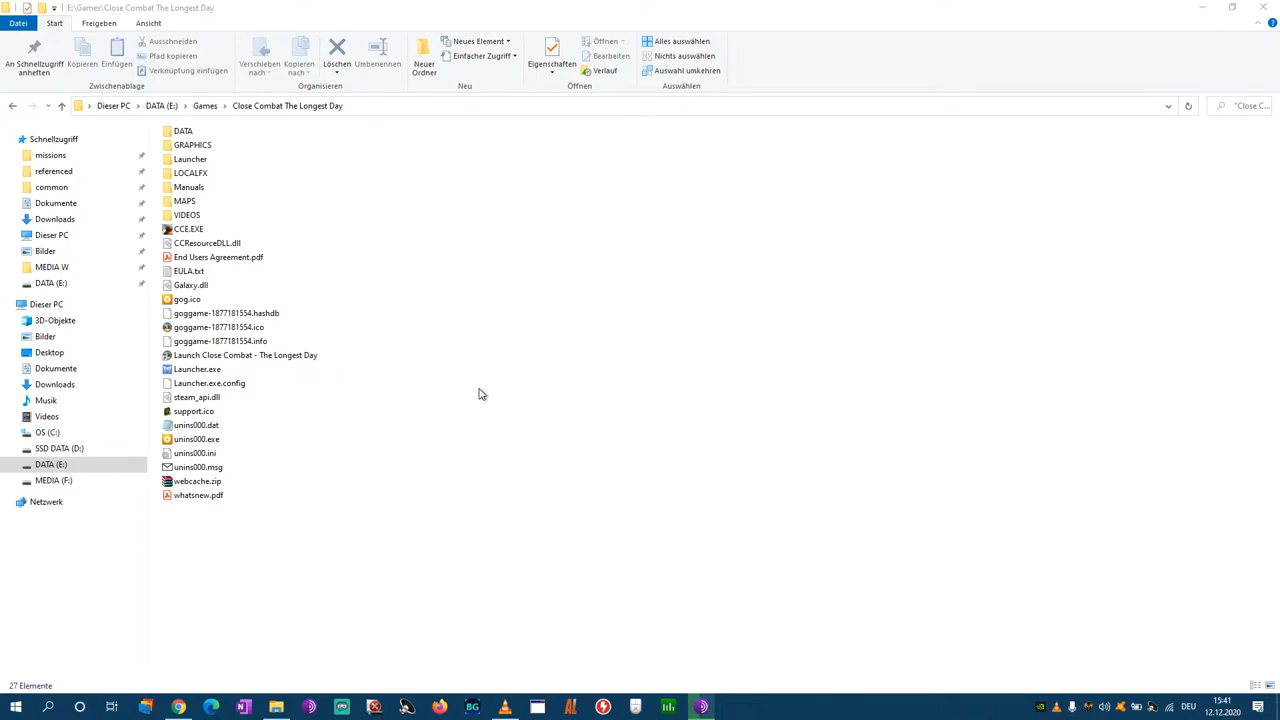 E:\Games\Close Combat The Longest Day
Datei Start Freigeben Ansicht
An Schnellzugriff anheften
Kopieren
Einfügen
Ausschneiden
Pfad kopieren
Verknüpfung einfügen
Zwischenablage
Verschieben nach
Kopieren nach
Löschen
Umbenennen
Organisieren
Neuer Ordner
Neues Element
Einfacher Zugriff
Neu
Eigenschaften
Öffnen
Bearbeiten
Verlauf
Öffnen
Alles auswählen
Nichts auswählen
Auswahl umkehren
Auswählen
Dieser PC > DATA (E:) > Games > Close Combat The Longest Day
"Close C...
Schnellzugriff
missions
referenced
common
Dokumente
Downloads
Dieser PC
Bilder
MEDIA W
DATA (E:)
Dieser PC
3D-Objekte
Bilder
Desktop
Dokumente
Downloads
Musik
Videos
OS (C:)
SSD DATA (D:)
DATA (E:)
MEDIA (F:)
Netzwerk
DATA
GRAPHICS
Launcher
LOCALFX
Manuals
MAPS
VIDEOS
CCE.EXE
CCResourceDLL.dll
End Users Agreement.pdf
EULA.txt
Galaxy.dll
gog.ico
goggame-1877181554.hashdb
goggame-1877181554.ico
goggame-1877181554.info
Launch Close Combat - The Longest Day
Launcher.exe
Launcher.exe.config
steam_api.dll
support.ico
unins000.dat
unins000.exe
unins000.ini
unins000.msg
webcache.zip
whatsnew.pdf
27 Elemente
BG
DEU
15:41
12.12.2020